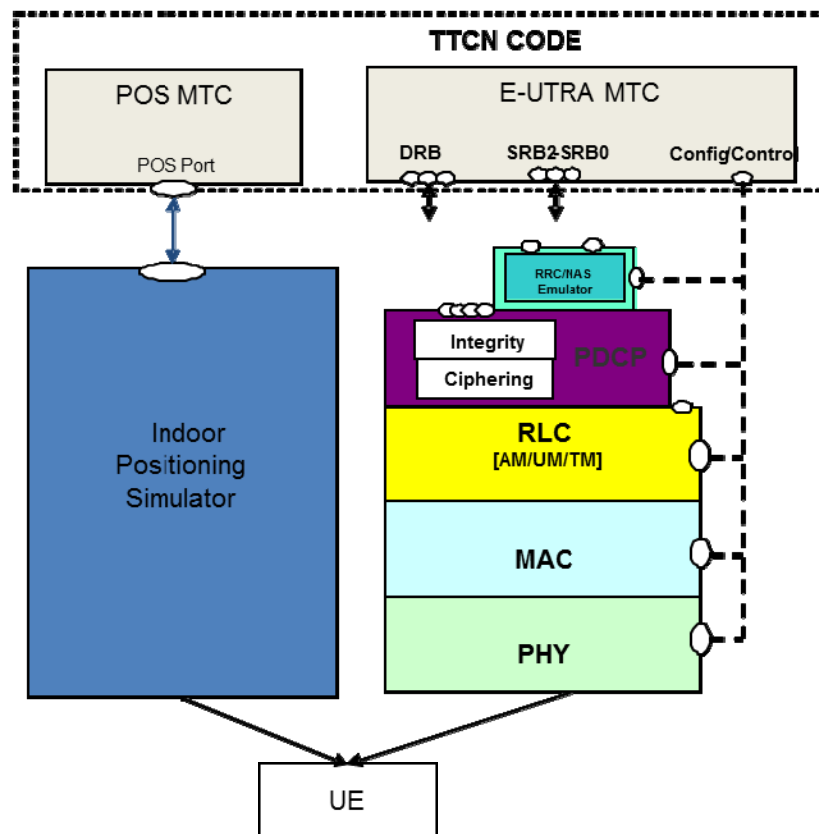 TTCN CODE
POS MTC
E-UTRA MTC
POS Port
DRB
SRB2-SRB0
Config/Control
RRC/NAS
Emulator
Integrity
PDCP
Ciphering
Indoor
Positioning
Simulator
RLC
[AM/UM/TM]
MAC
PHY
UE